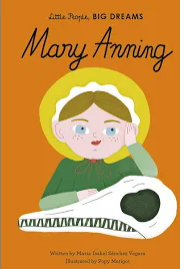 Little People, BIG DREAMS
Mary Anning
Written by Maria Isabel Sánchez Vegara
Illustrated by Popy Matigot